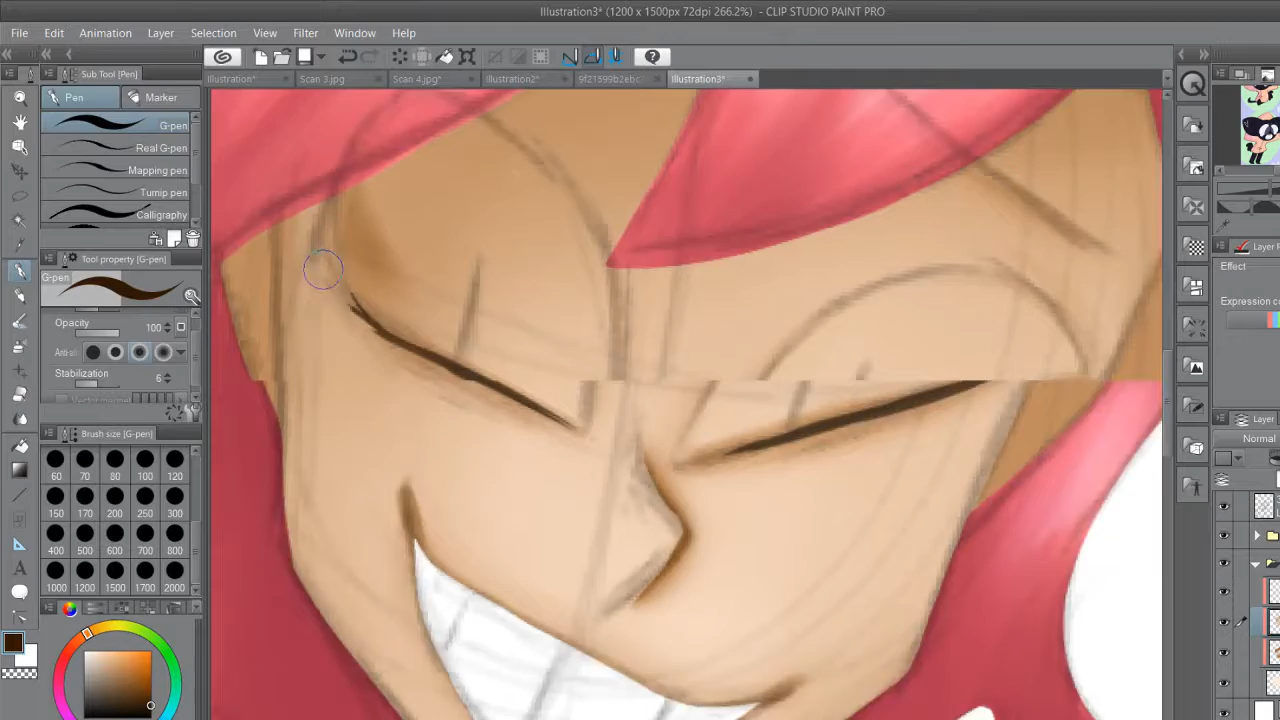 Illustration3* (1200 x 1500px 72dpi 266.2%) - CLIP STUDIO PAINT PRO
File Edit Animation Layer Selection View Filter Window Help
Sub Tool [Pen]
Illustration* Scan 3.jpg Scan 4.jpg* Illustration2* 9f21599b2ebc Illustration3*
Pen Marker
G-pen
Real G-pen
Mapping pen
Turnip pen
Calligraphy
Tool property [G-pen]
G-pen
Opacity 100
Anti-al
Stabilization 6
Brush size [G-pen]
60 70 80 100 120
150 170 200 250 300
400 500 600 700 800
1000 1200 1500 1700 2000
Layer P
Effect
Expression co
Layer
Normal